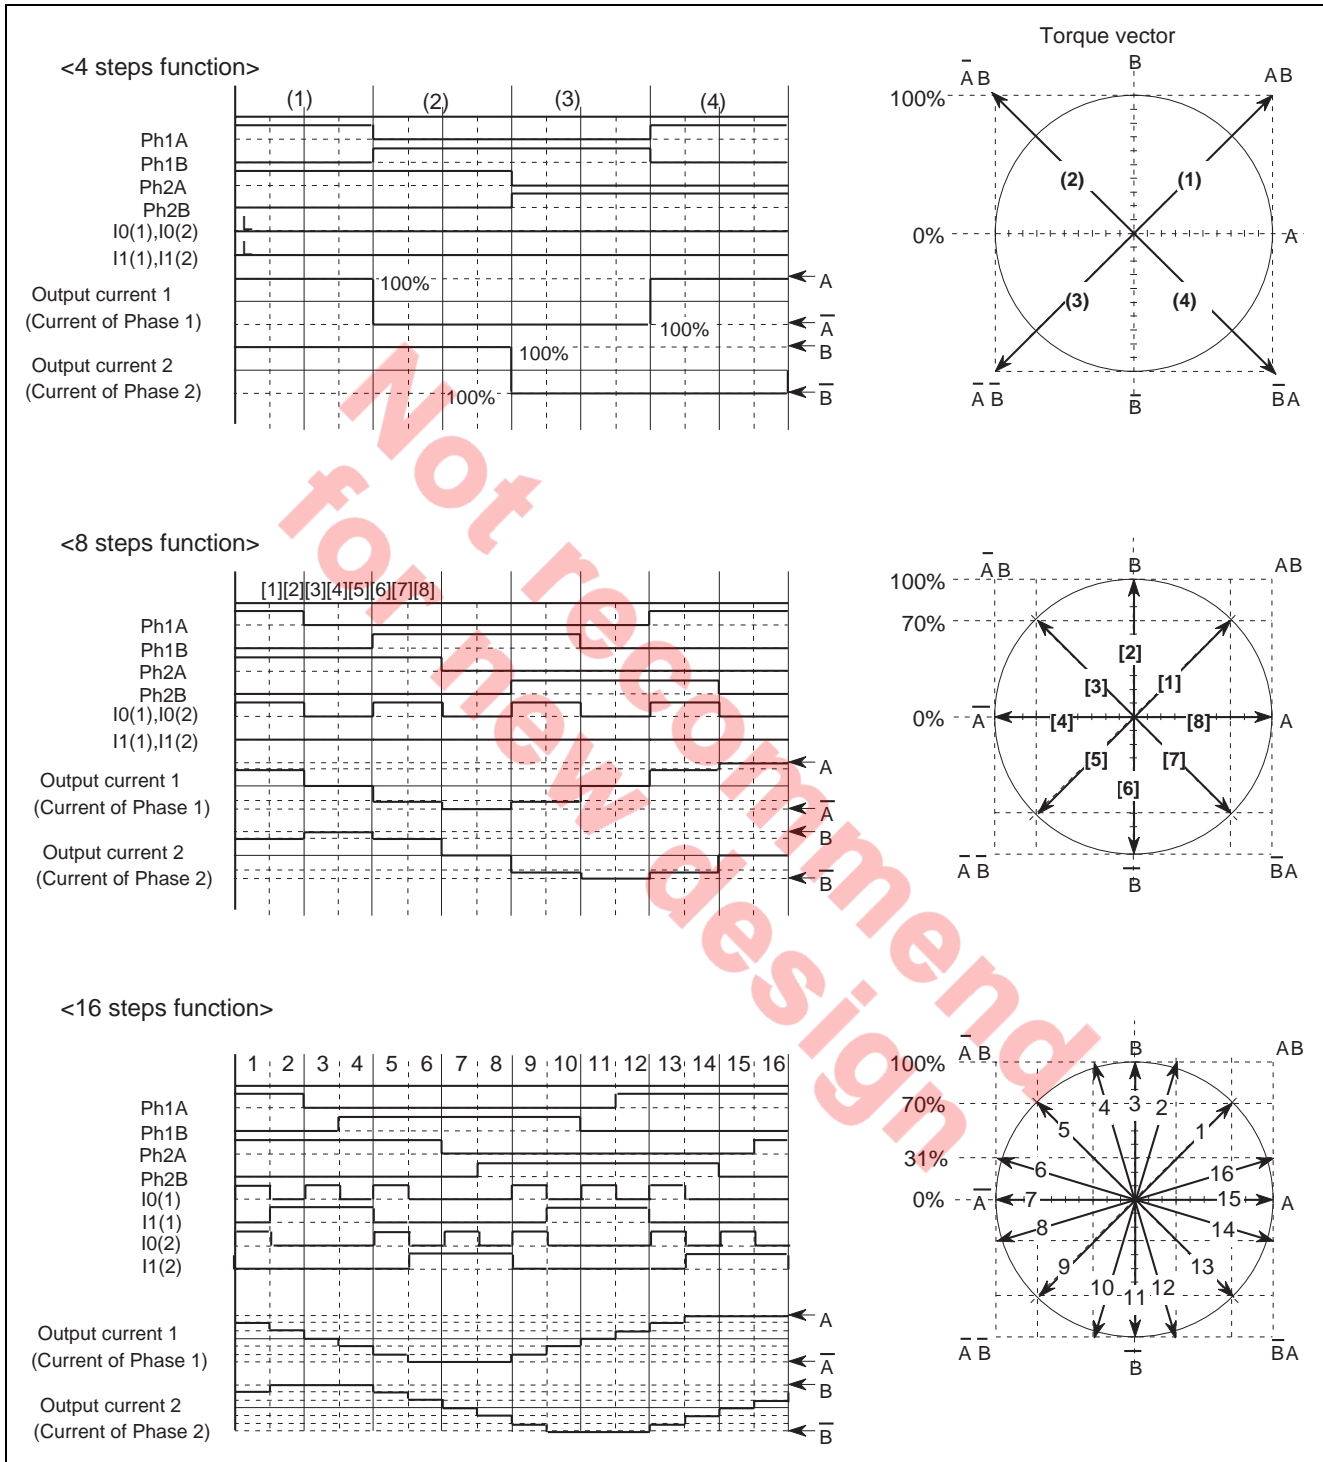 Torque vector
<4 steps function>
(1) (2) (3) (4)
Ph1A
Ph1B
Ph2A
Ph2B
I0(1),I0(2)
L
I1(1),I1(2)
L
Output current 1
(Current of Phase 1)
100%
100%
A
A̅
Output current 2
(Current of Phase 2)
100%
100%
B
B̅
A̅ B
B
AB
100%
0%
A
(1)
(2)
(3)
(4)
A̅ B̅
B̅
B̅ A
<8 steps function>
[1][2][3][4][5][6][7][8]
Ph1A
Ph1B
Ph2A
Ph2B
I0(1),I0(2)
I1(1),I1(2)
Output current 1
(Current of Phase 1)
A
A̅
Output current 2
(Current of Phase 2)
B
B̅
A̅ B
B
AB
100%
70%
0%
A̅
A
[1]
[2]
[3]
[4]
[5]
[6]
[7]
[8]
A̅ B̅
B̅
B̅A
<16 steps function>
1 2 3 4 5 6 7 8 9 10 11 12 13 14 15 16
Ph1A
Ph1B
Ph2A
Ph2B
I0(1)
I1(1)
I0(2)
I1(2)
Output current 1
(Current of Phase 1)
A
A̅
Output current 2
(Current of Phase 2)
B
B̅
A̅ B
B
AB
100%
70%
31%
0%
A̅
A
1
2
3
4
5
6
7
8
9
10
11
12
13
14
15
16
A̅ B̅
B̅
B̅A
Not recommend
for new design